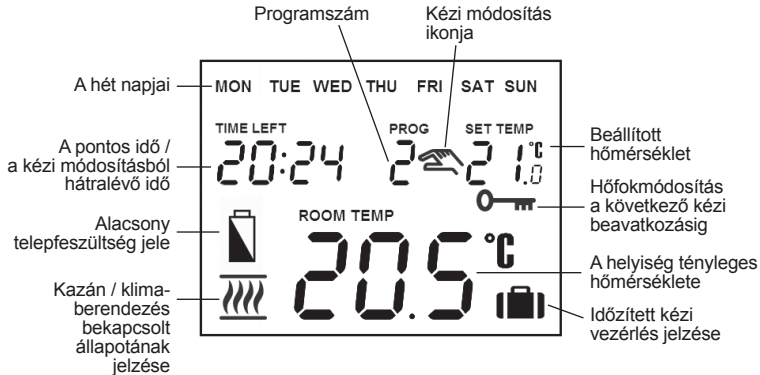 Programszám
Kézi módosítás
ikonja
A hét napjai
MON TUE WED THU FRI SAT SUN
A pontos idő /
a kézi módosításból
hátralévő idő
TIME LEFT
20:24
PROG
2
SET TEMP
21.0 °C
Beállított
hőmérséklet
Hőfokmódosítás
a következő kézi
beavatkozásig
Alacsony
telepfeszültség jele
ROOM TEMP
20.5 °C
A helyiség tényleges
hőmérséklete
Kazán / klíma-
berendezés
bekapcsolt
állapotának
jelzése
Időzített kézi
vezérlés jelzése